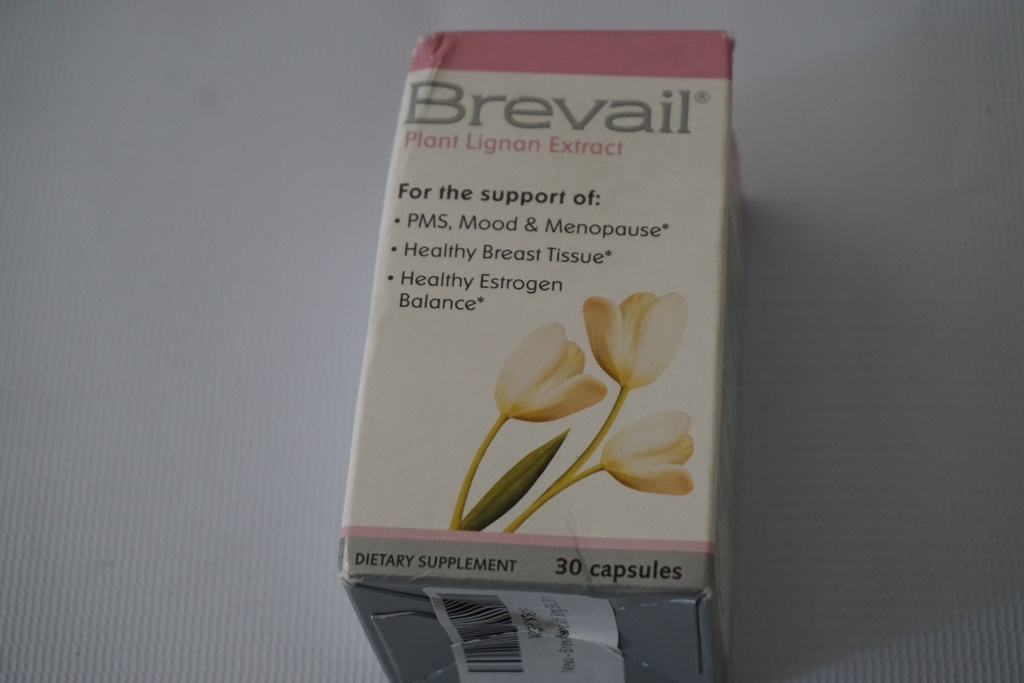 Brevail®
Plant Lignan Extract
For the support of:
• PMS, Mood & Menopause*
• Healthy Breast Tissue*
• Healthy Estrogen
Balance*
DIETARY SUPPLEMENT 30 capsules